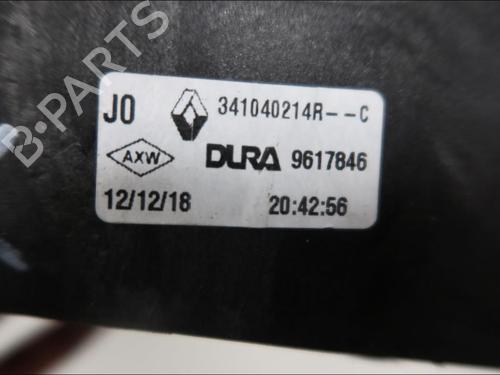 J0 341040214R--C
AXW DURA 9617846
12/12/18 20:42:56
B-PARTS